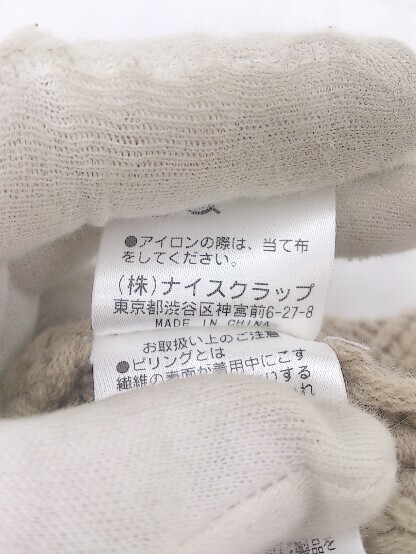 ●アイロンの際は、当て布
をしてください。
(株)ナイスクラップ
東京都渋谷区神宮前6-27-8
MADE IN CHINA
お取扱い上のご注意
●ピリングとは
繊維の表面が着用中にこす